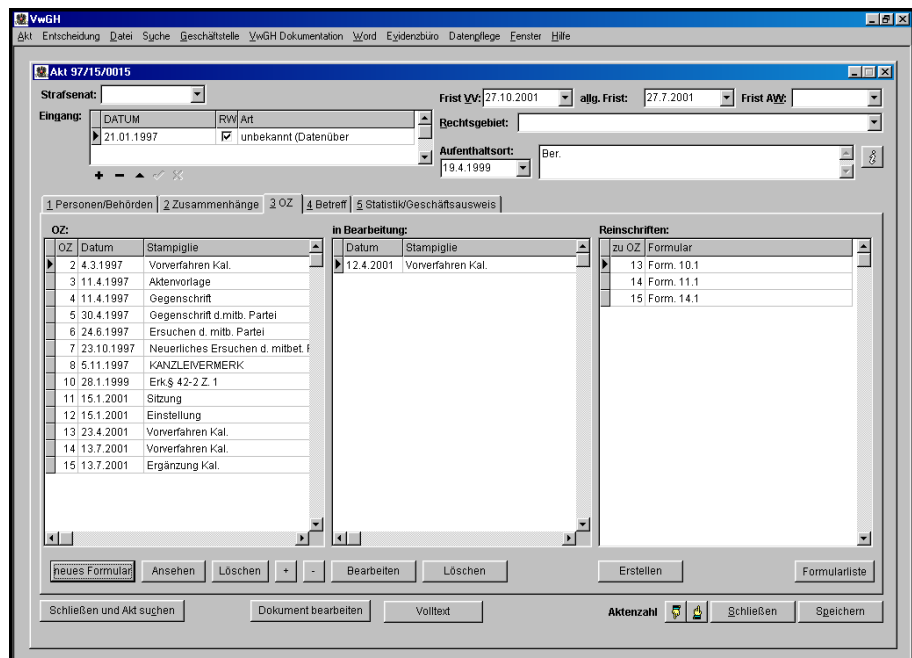 VwGH
Akt Entscheidung Datei Suche Geschäftstelle VwGH Dokumentation Word Evidenzbüro Datenpflege Fenster Hilfe
Akt 97/15/0015
Strafsenat:
Frist VV: 27.10.2001 allg. Frist: 27.7.2001 Frist AW:
Eingang: DATUM RW Art
21.01.1997 unbekannt (Datenüber
Rechtsgebiet:
Aufenthaltsort:
19.4.1999 Ber.
1 Personen/Behörden 2 Zusammenhänge 3 OZ 4 Betreff 5 Statistik/Geschäftsausweis
OZ:
OZ Datum Stampiglie
2 4.3.1997 Vorverfahren Kal.
3 11.4.1997 Aktenvorlage
4 11.4.1997 Gegenschrift
5 30.4.1997 Gegenschrift d.mitb. Partei
6 24.6.1997 Ersuchen d. mitb. Partei
7 23.10.1997 Neuerliches Ersuchen d. mitbet. P
8 5.11.1997 KANZLEIVERMERK
10 28.1.1999 Erk.§ 42-2 Z. 1
11 15.1.2001 Sitzung
12 15.1.2001 Einstellung
13 23.4.2001 Vorverfahren Kal.
14 13.7.2001 Vorverfahren Kal.
15 13.7.2001 Ergänzung Kal.
in Bearbeitung:
Datum Stampiglie
12.4.2001 Vorverfahren Kal.
Reinschriften:
zu OZ Formular
13 Form. 10.1
14 Form. 11.1
15 Form. 14.1
neues Formular Ansehen Löschen + - Bearbeiten Löschen Erstellen Formularliste
Schließen und Akt suchen Dokument bearbeiten Volltext Aktenzahl Schließen Speichern